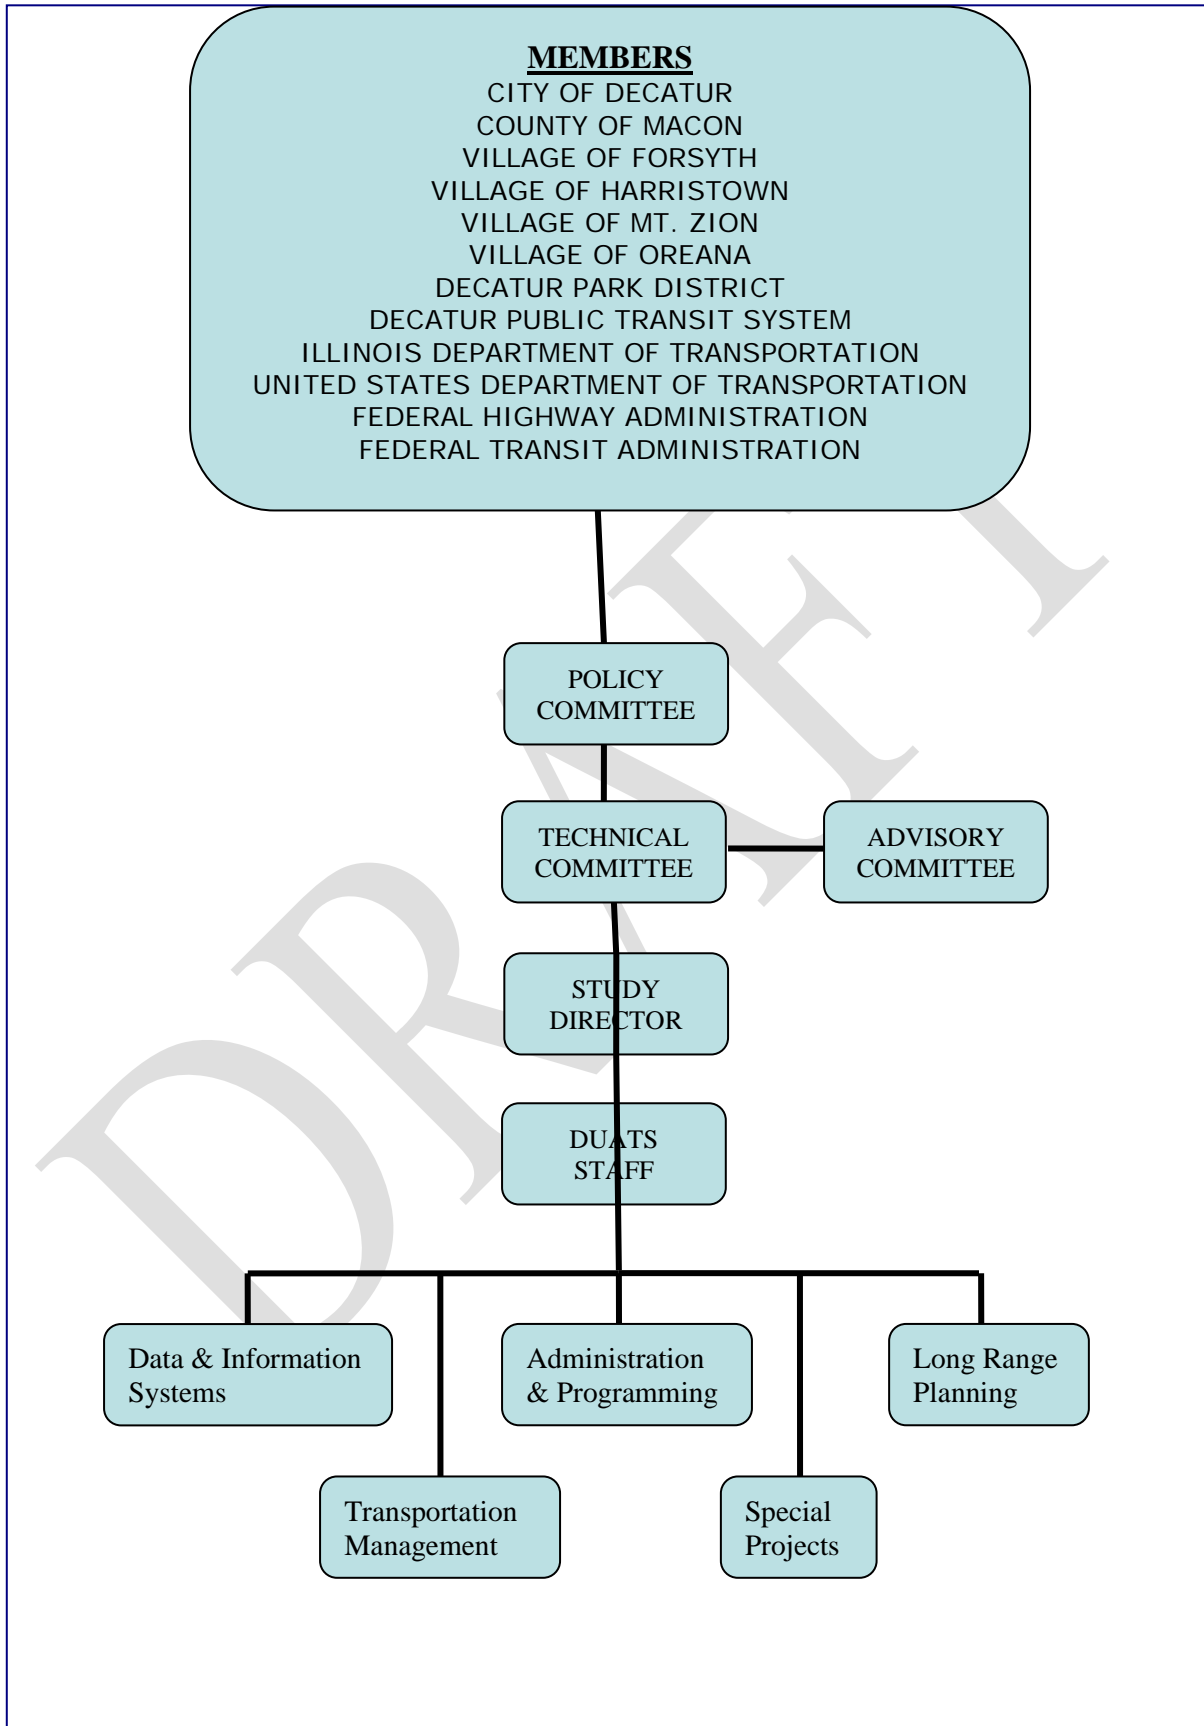 MEMBERS
CITY OF DECATUR
COUNTY OF MACON
VILLAGE OF FORSYTH
VILLAGE OF HARRISTOWN
VILLAGE OF MT. ZION
VILLAGE OF OREANA
DECATUR PARK DISTRICT
DECATUR PUBLIC TRANSIT SYSTEM
ILLINOIS DEPARTMENT OF TRANSPORTATION
UNITED STATES DEPARTMENT OF TRANSPORTATION
FEDERAL HIGHWAY ADMINISTRATION
FEDERAL TRANSIT ADMINISTRATION
POLICY
COMMITTEE
TECHNICAL
COMMITTEE
ADVISORY
COMMITTEE
STUDY
DIRECTOR
DUATS
STAFF
Data & Information
Systems
Administration
& Programming
Long Range
Planning
Transportation
Management
Special
Projects
DRAFT